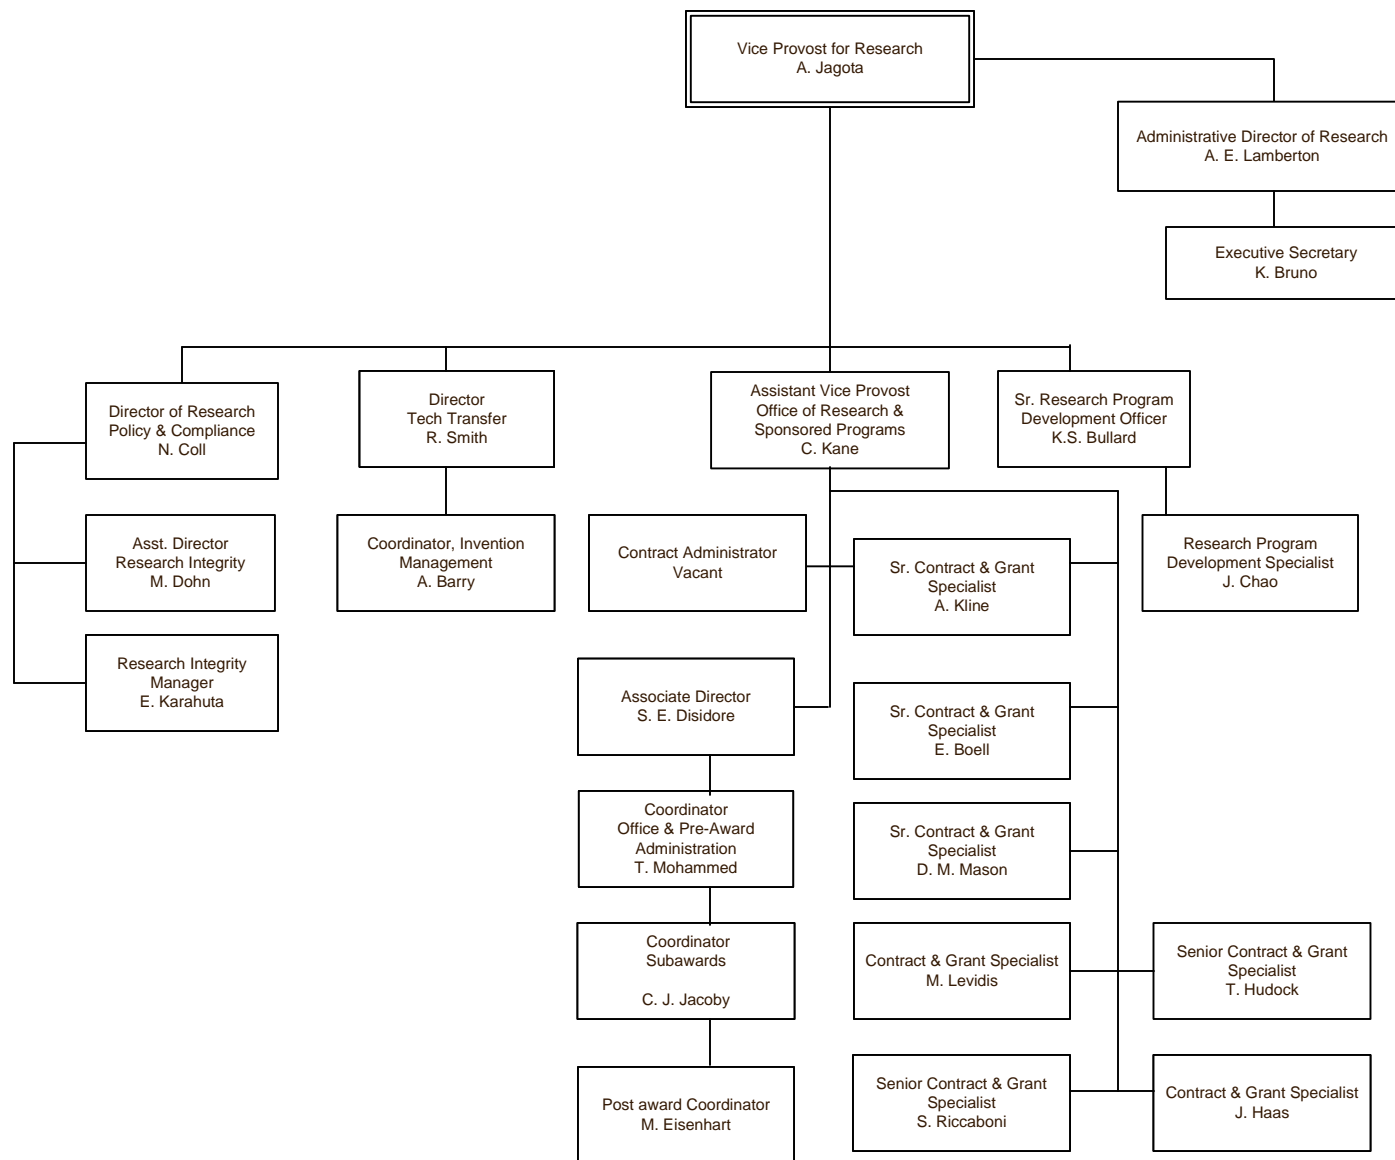 Vice Provost for Research
A. Jagota
Administrative Director of Research
A. E. Lamberton
Executive Secretary
K. Bruno
Director of Research
Policy & Compliance
N. Coll
Director
Tech Transfer
R. Smith
Assistant Vice Provost
Office of Research &
Sponsored Programs
C. Kane
Sr. Research Program
Development Officer
K.S. Bullard
Asst. Director
Research Integrity
M. Dohn
Coordinator, Invention
Management
A. Barry
Contract Administrator
Vacant
Sr. Contract & Grant
Specialist
A. Kline
Research Program
Development Specialist
J. Chao
Research Integrity
Manager
E. Karahuta
Associate Director
S. E. Disidore
Sr. Contract & Grant
Specialist
E. Boell
Coordinator
Office & Pre-Award
Administration
T. Mohammed
Sr. Contract & Grant
Specialist
D. M. Mason
Coordinator
Subawards
C. J. Jacoby
Contract & Grant Specialist
M. Levidis
Senior Contract & Grant
Specialist
T. Hudock
Post award Coordinator
M. Eisenhart
Senior Contract & Grant
Specialist
S. Riccaboni
Contract & Grant Specialist
J. Haas